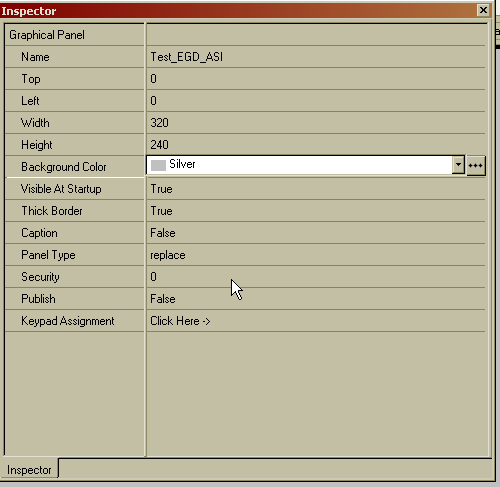 Inspector
Graphical Panel
Name Test_EGD_ASI
Top 0
Left 0
Width 320
Height 240
Background Color Silver
Visible At Startup True
Thick Border True
Caption False
Panel Type replace
Security 0
Publish False
Keypad Assignment Click Here ->
Inspector